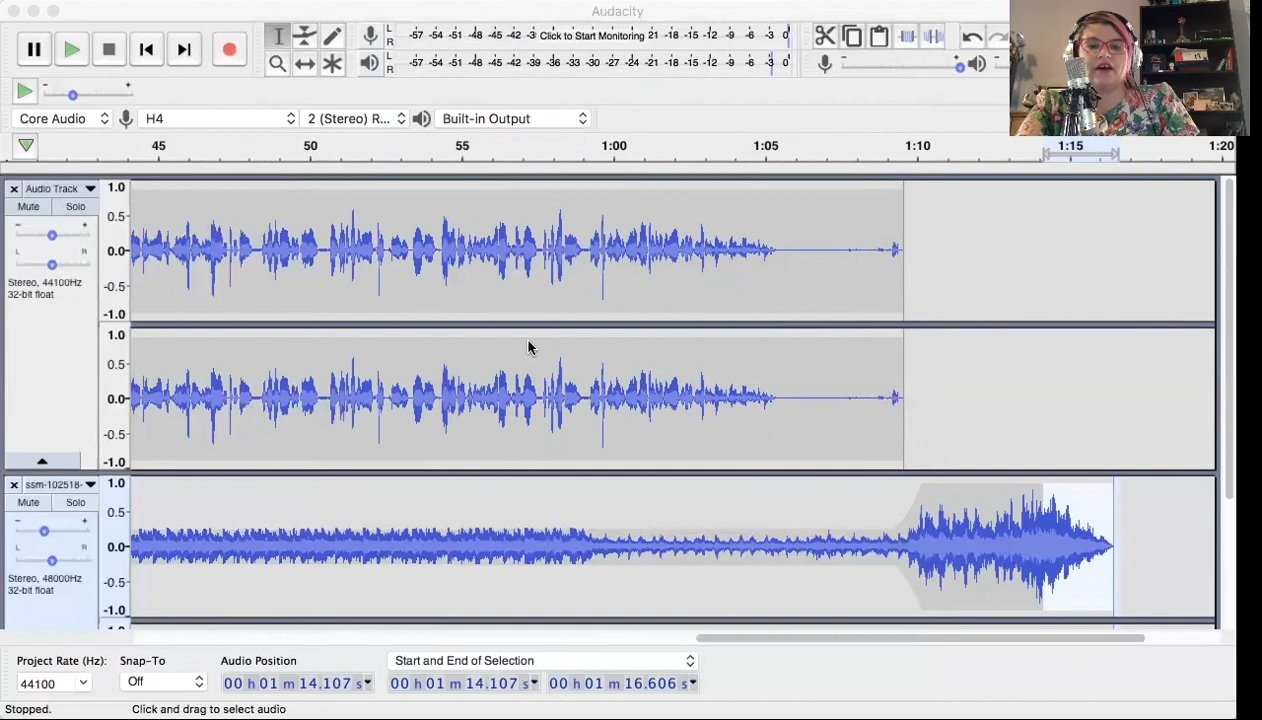 Audacity
L
R
-57 -54 -51 -48 -45 -42 -3 Click to Start Monitoring 21 -18 -15 -12 -9 -6 -3 0
L
R
-57 -54 -51 -48 -45 -42 -39 -36 -33 -30 -27 -24 -21 -18 -15 -12 -9 -6 -3 0
- +
Core Audio H4 2 (Stereo) R... Built-in Output
45 50 55 1:00 1:05 1:10 1:15 1:20
Audio Track 1.0
Mute Solo
0.5
- +
0.0
L R
Stereo, 44100Hz
32-bit float
-0.5
-1.0
1.0
0.5
0.0
-0.5
-1.0
ssm-102518- 1.0
Mute Solo
0.5
- +
0.0
L R
Stereo, 48000Hz
32-bit float
-0.5
-1.0
Project Rate (Hz): Snap-To Audio Position Start and End of Selection
44100 Off 00 h 01 m 14.107 s 00 h 01 m 14.107 s 00 h 01 m 16.606 s
Stopped. Click and drag to select audio